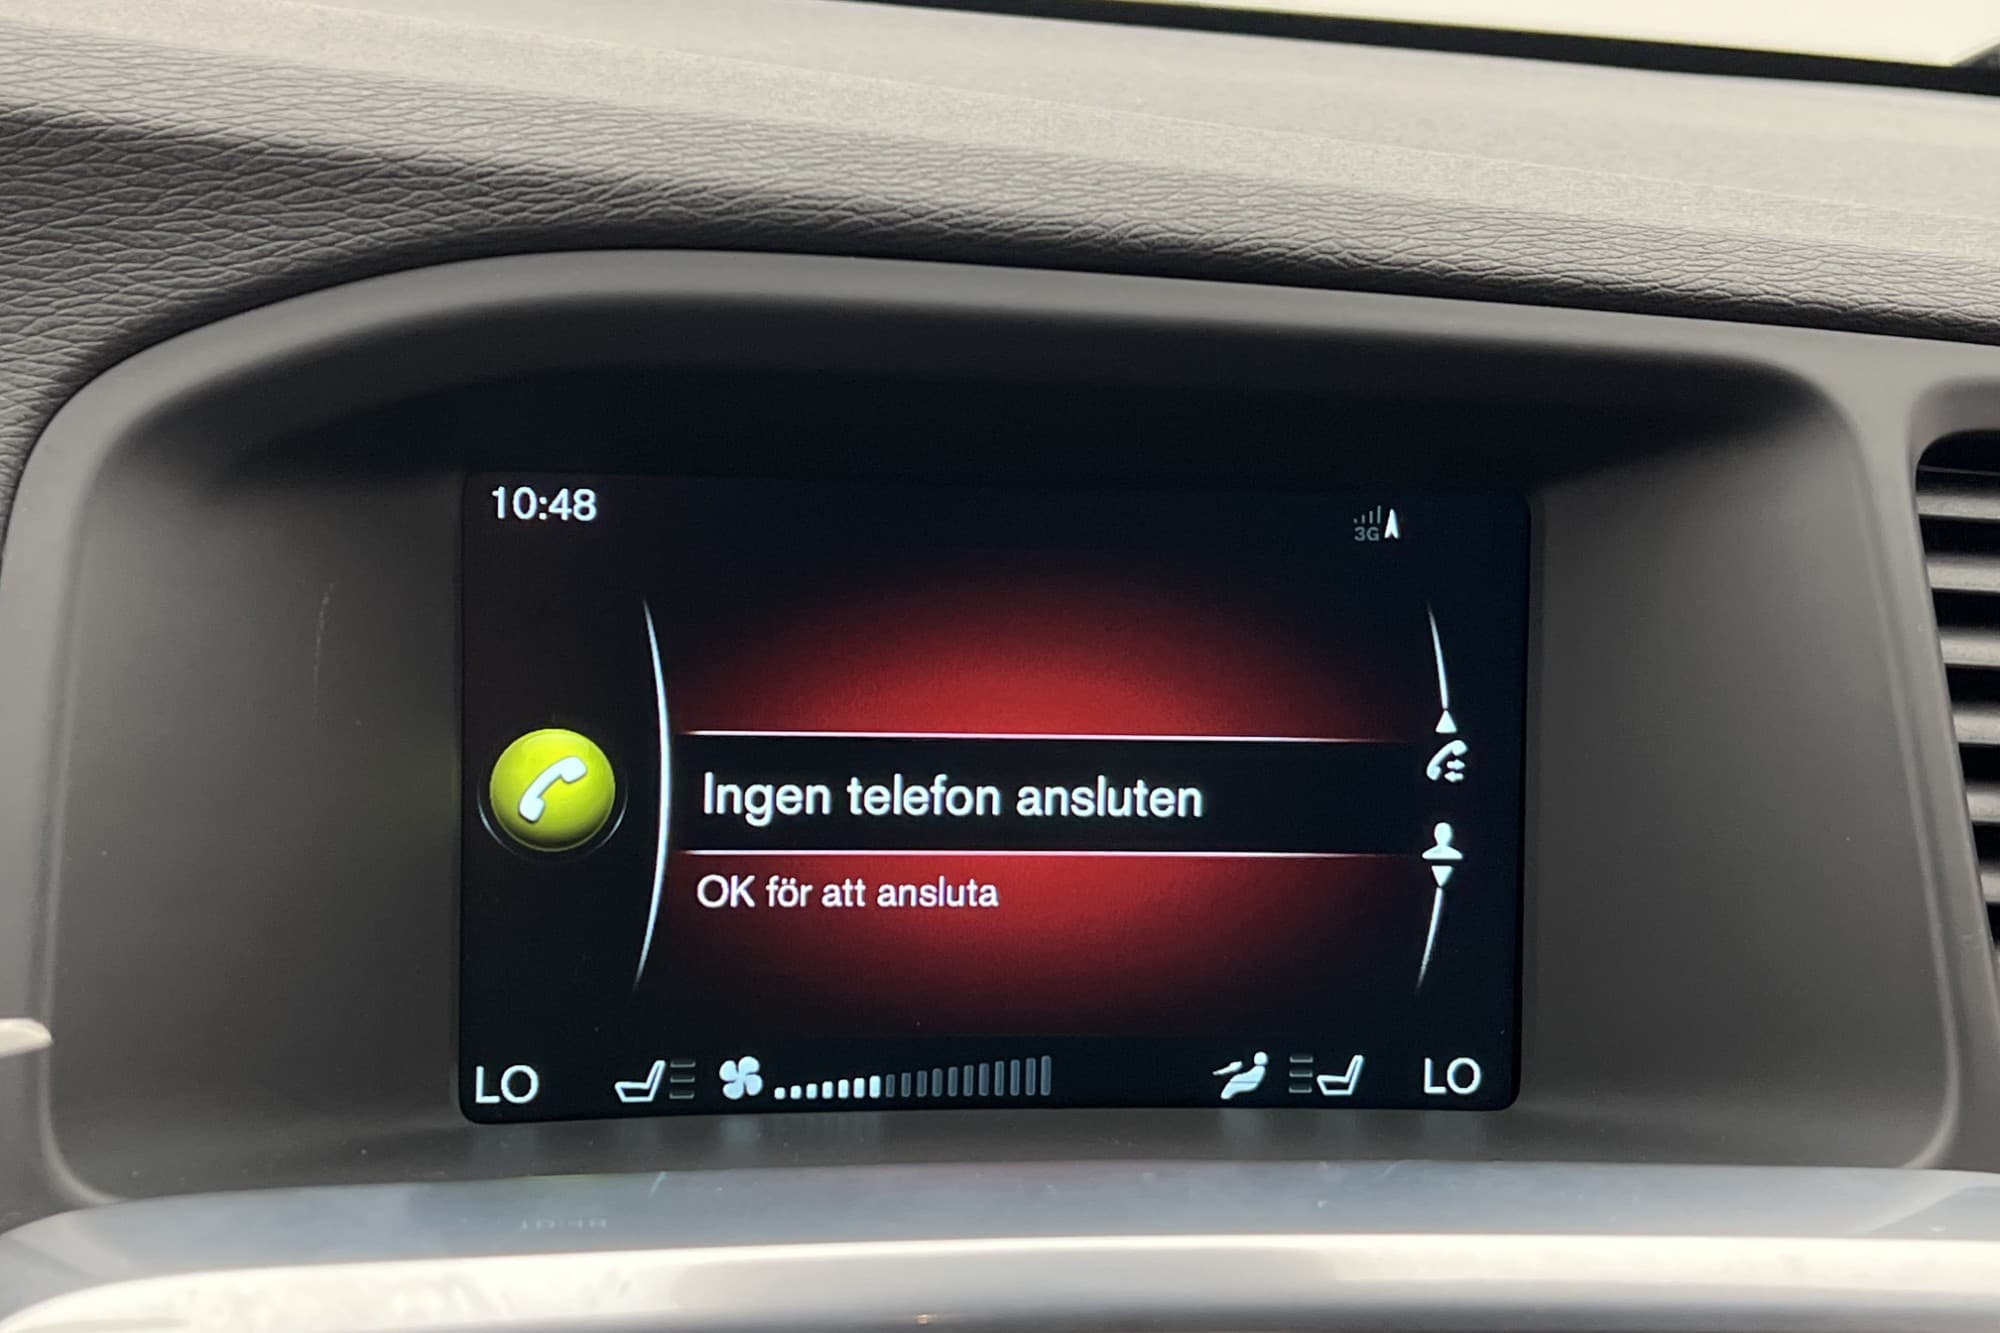 10:48
3G
Ingen telefon ansluten
OK för att ansluta
LO
LO